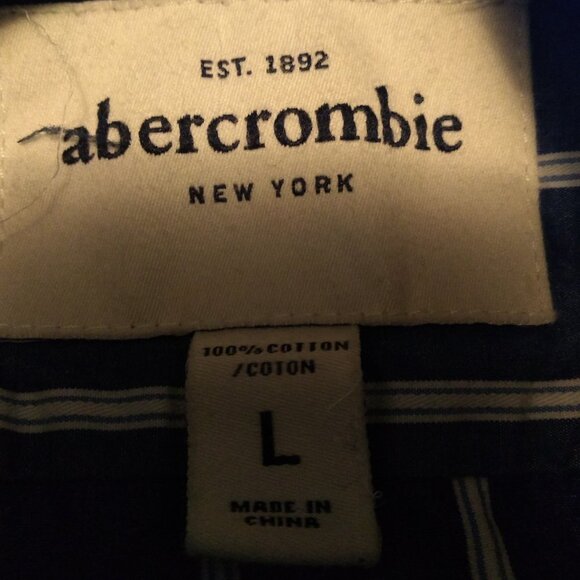 EST. 1892
abercrombie
NEW YORK
100% COTTON
/COTON
L
MADE IN
CHINA